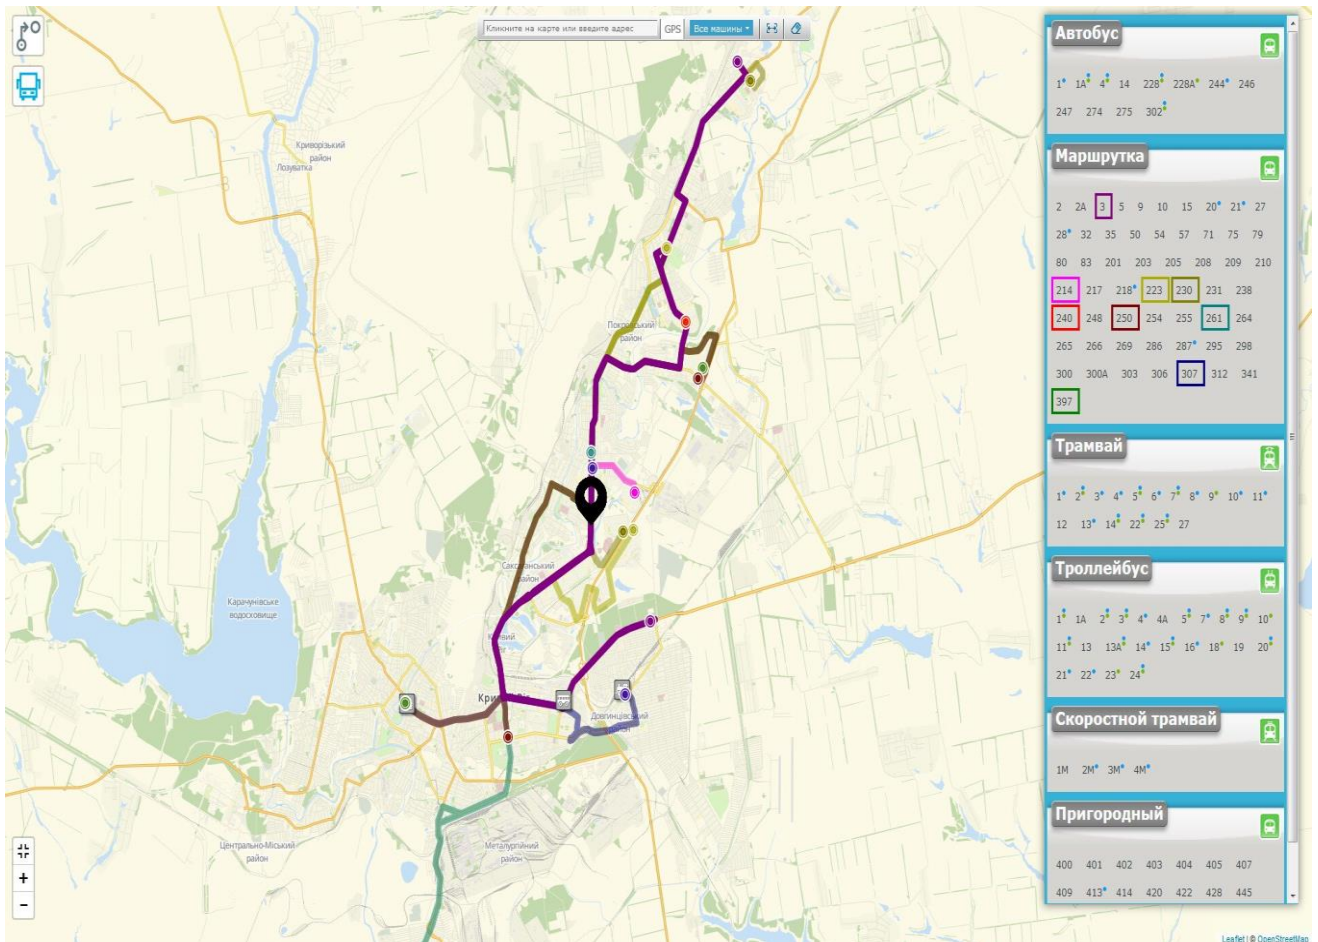 Кликните на карте или введите адрес
GPS
Все машины
Криворізький
район
Лозуватка
Покровський
район
Саксаганський
район
Карачунівське
водосховище
Довгинцівський
Центрально-Міський
район
Металургійний
район
+
−
Автобус
1 1А 4 14 228 228А 244 246
247 274 275 302
Маршрутка
2 2А 3 5 9 10 15 20 21 27
28 32 35 50 54 57 71 75 79
80 83 201 203 205 208 209 210
214 217 218 223 230 231 238
240 248 250 254 255 261 264
265 266 269 286 287 295 298
300 300А 303 306 307 312 341
397
Трамвай
1 2 3 4 5 6 7 8 9 10 11
12 13 14 22 25 27
Троллейбус
1 1А 2 3 4 4А 5 7 8 9 10
11 13 13А 14 15 16 18 19 20
21 22 23 24
Скоростной трамвай
1М 2М 3М 4М
Пригородный
400 401 402 403 404 405 407
409 413 414 420 422 428 445
Leaflet | © OpenStreetMap